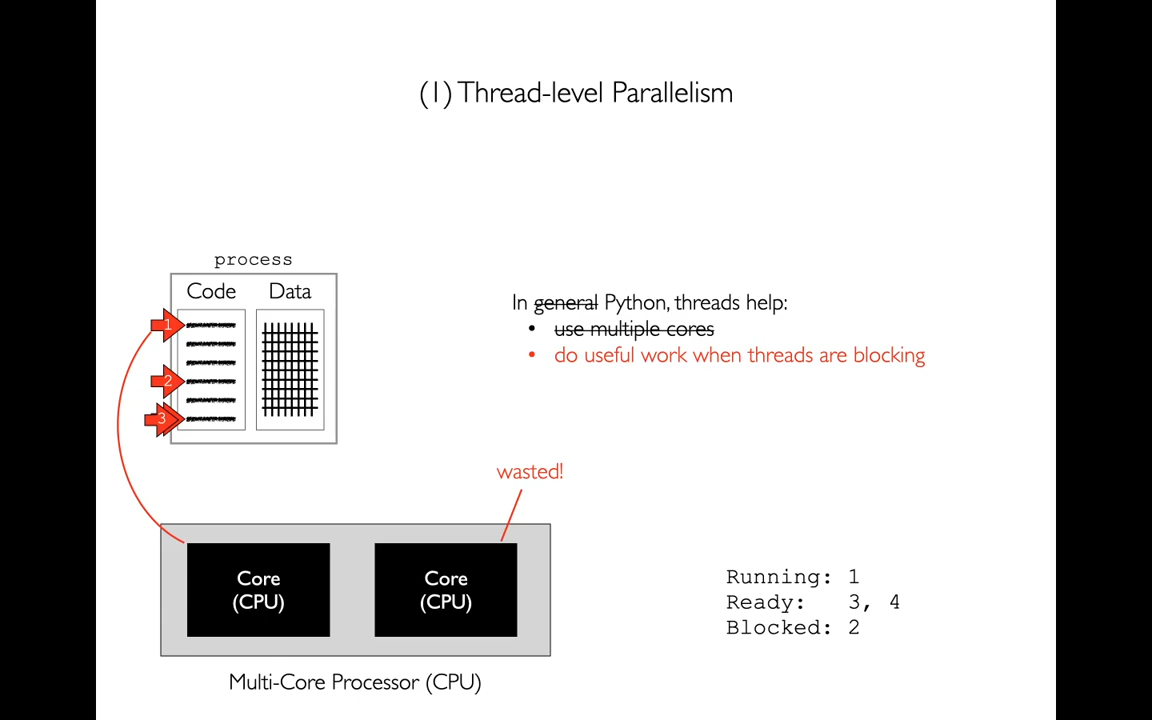 (1) Thread-level Parallelism
process
Code Data
1
2
3
In general Python, threads help:
• use multiple cores
• do useful work when threads are blocking
wasted!
Core
(CPU)
Core
(CPU)
Multi-Core Processor (CPU)
Running: 1
Ready: 3, 4
Blocked: 2